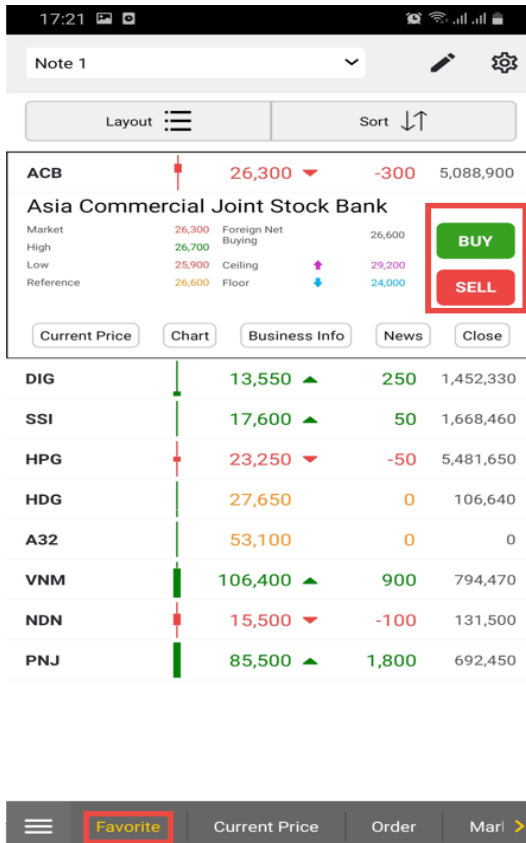 17:21
Note 1
Layout Sort
ACB 26,300 -300 5,088,900
Asia Commercial Joint Stock Bank
Market 26,300 Foreign Net Buying 26,600
High 26,700
Low 25,900 Ceiling 29,200
Reference 26,600 Floor 24,000
BUY
SELL
Current Price Chart Business Info News Close
DIG 13,550 250 1,452,330
SSI 17,600 50 1,668,460
HPG 23,250 -50 5,481,650
HDG 27,650 0 106,640
A32 53,100 0 0
VNM 106,400 900 794,470
NDN 15,500 -100 131,500
PNJ 85,500 1,800 692,450
Favorite Current Price Order Marl